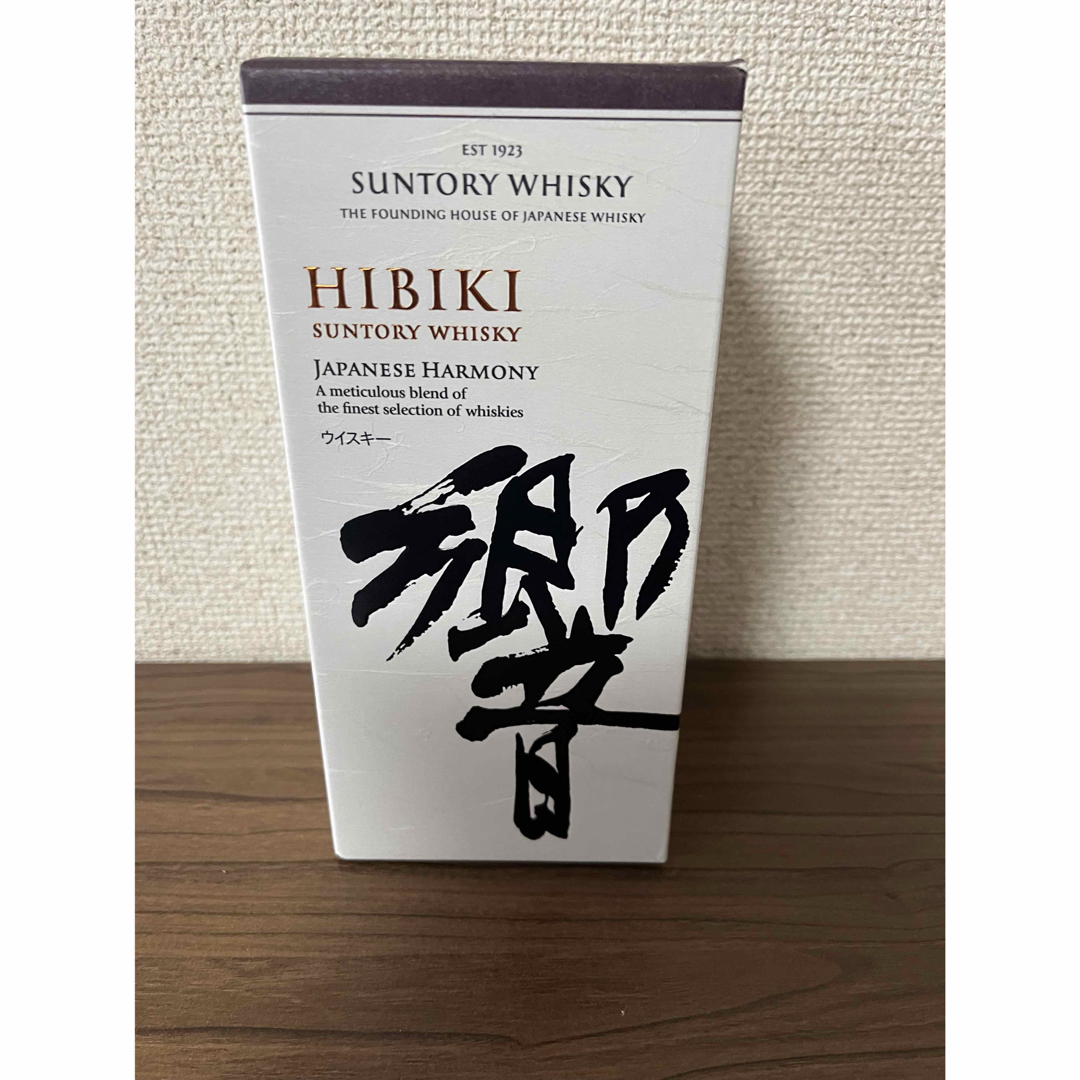 EST 1923
SUNTORY WHISKY
THE FOUNDING HOUSE OF JAPANESE WHISKY
HIBIKI
SUNTORY WHISKY
JAPANESE HARMONY
A meticulous blend of
the finest selection of whiskies
ウイスキー
響